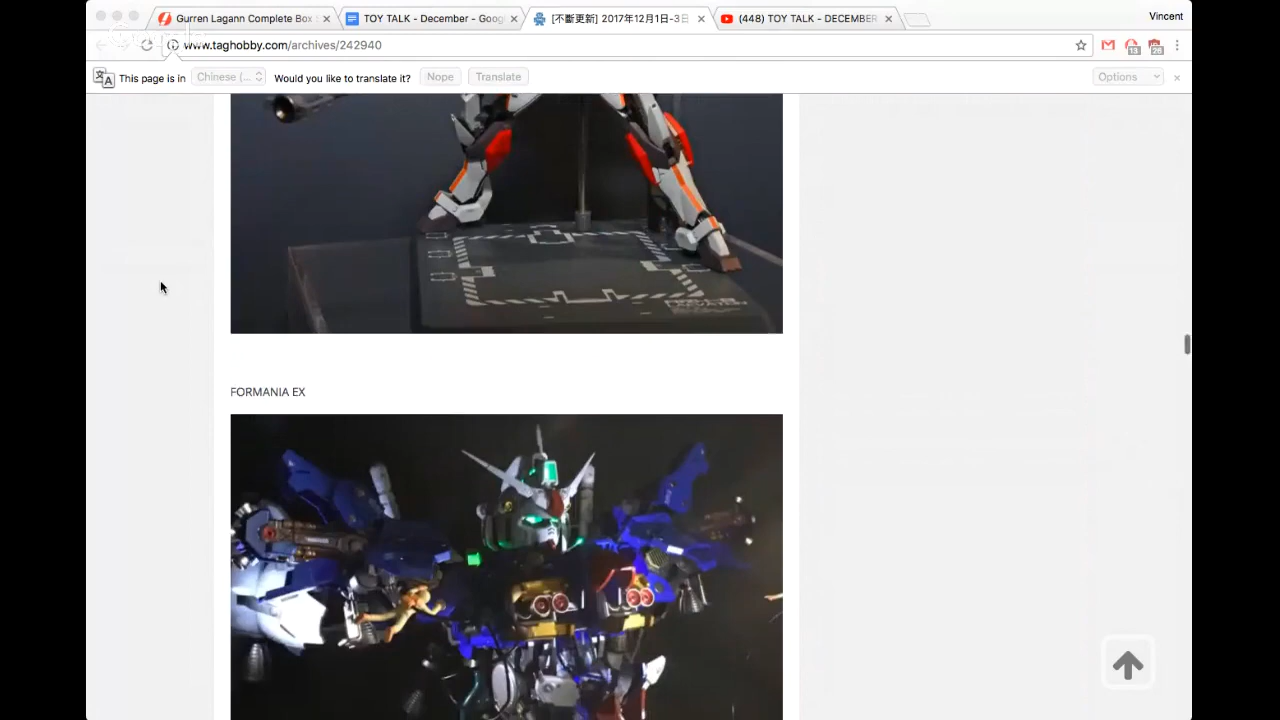 Gurren Lagann Complete Box
TOY TALK - December - Goog
[不斷更新] 2017年12月1日-3日
(448) TOY TALK - DECEMBER
Vincent
www.taghobby.com/archives/242940
13
26
This page is in
Chinese (...
Would you like to translate it?
Nope
Translate
Options
FORMANIA EX